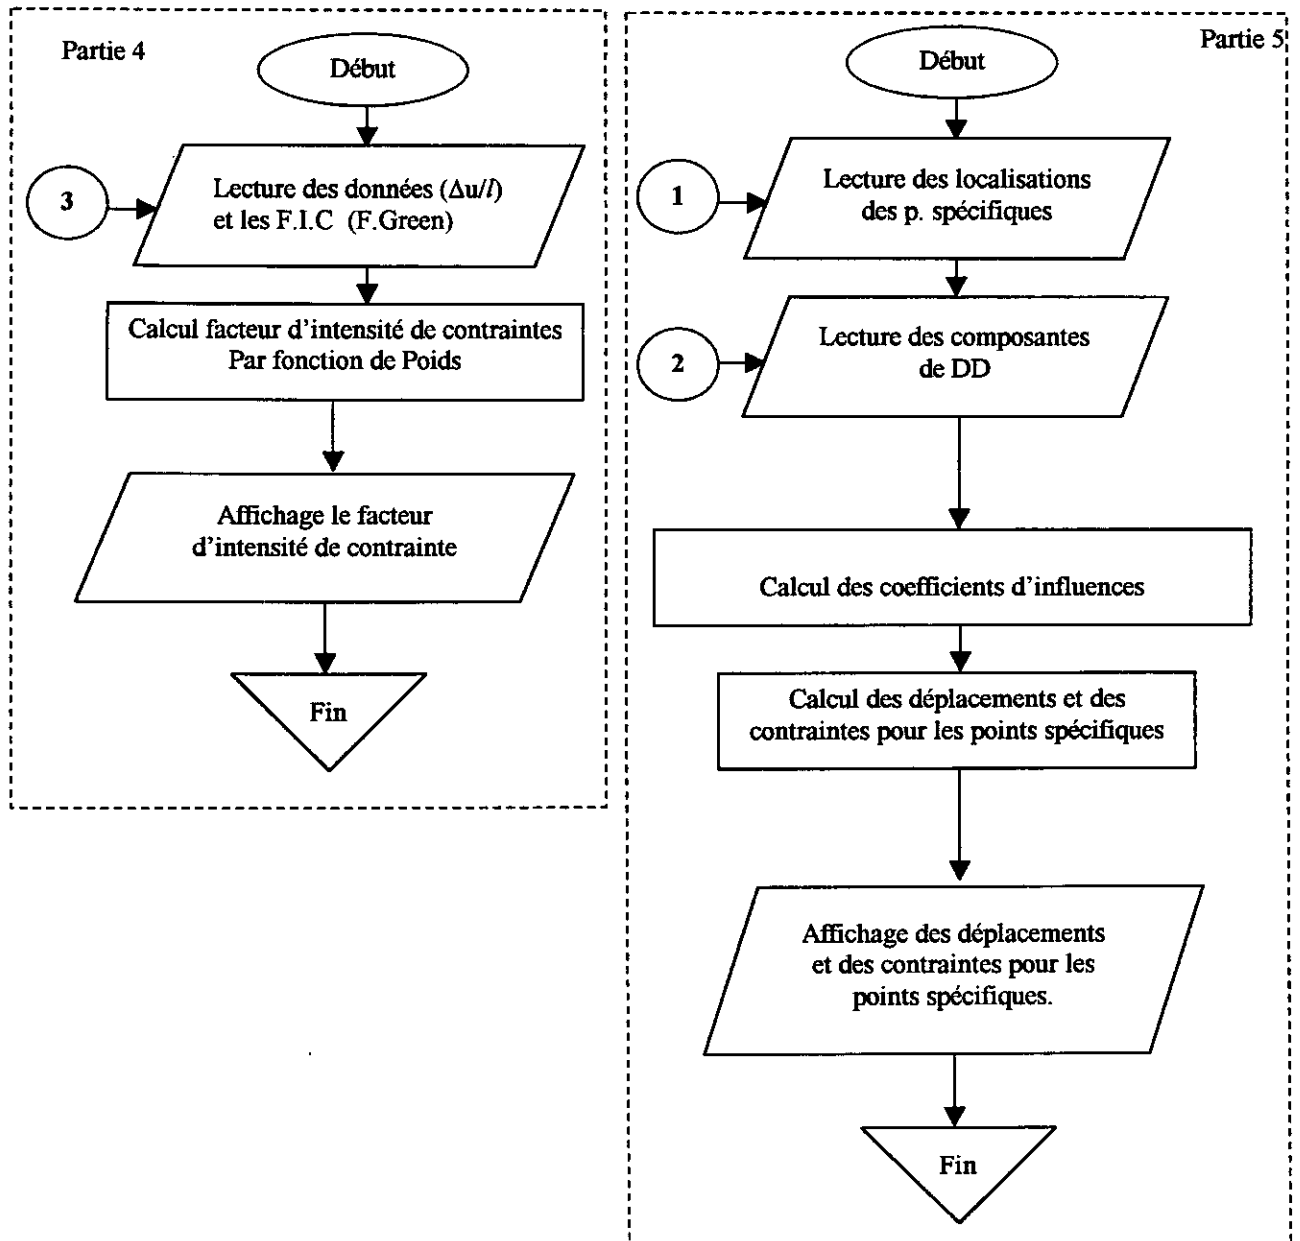 Partie 4
Début
3
Lecture des données (Δu/l)
et les F.I.C (F.Green)
Calcul facteur d'intensité de contraintes
Par fonction de Poids
Affichage le facteur
d'intensité de contrainte
Fin
Partie 5
Début
1
Lecture des localisations
des p. spécifiques
2
Lecture des composantes
de DD
Calcul des coefficients d'influences
Calcul des déplacements et des
contraintes pour les points spécifiques
Affichage des déplacements
et des contraintes pour les
points spécifiques.
Fin